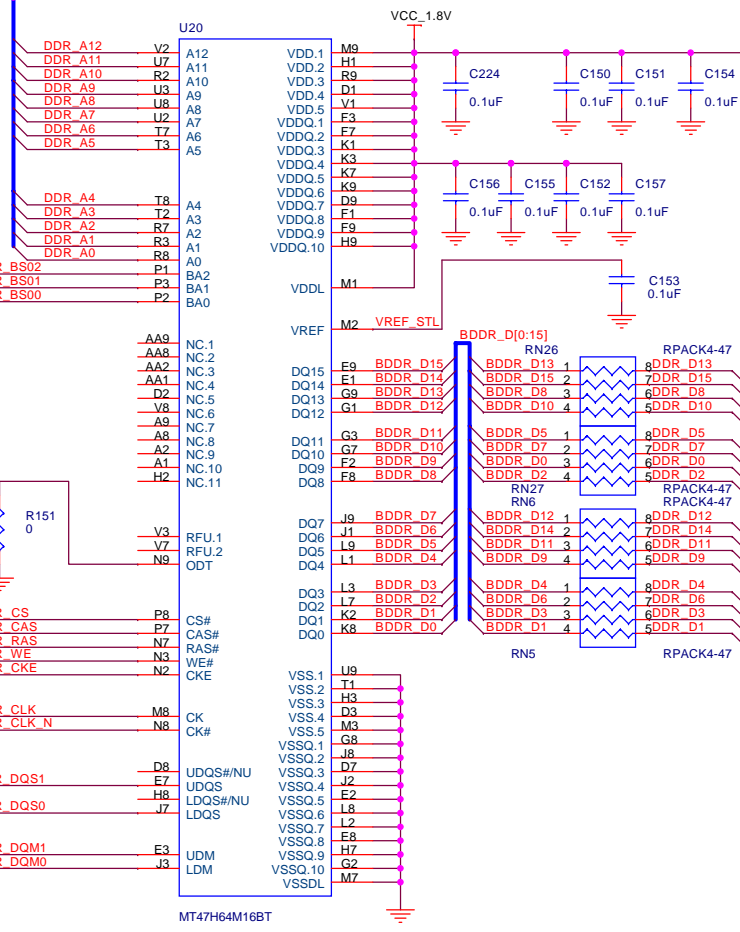 VCC_1.8V
U20
DDR_A12 V2 A12 VDD.1 M9
DDR_A11 U7 A11 VDD.2 H1
DDR_A10 R2 A10 VDD.3 R9
DDR_A9 U3 A9 VDD.4 D1
DDR_A8 U8 A8 VDD.5 V1
DDR_A7 U2 A7 VDDQ.1 F3
DDR_A6 T7 A6 VDDQ.2 F7
DDR_A5 T3 A5 VDDQ.3 K1
C224 C150 C151 C154
0.1uF 0.1uF 0.1uF 0.1uF
VDDQ.4 K3
VDDQ.5 K7
VDDQ.6 K9
DDR_A4 T8 A4 VDDQ.7 D9
DDR_A3 T2 A3 VDDQ.8 F1
DDR_A2 R7 A2 VDDQ.9 F9
DDR_A1 R3 A1 VDDQ.10 H9
DDR_A0 R8 A0
C156 C155 C152 C157
0.1uF 0.1uF 0.1uF 0.1uF
R_BS02 P1 BA2
R_BS01 P3 BA1 VDDL M1
R_BS00 P2 BA0
C153
0.1uF
VREF M2 VREF_STL
BDDR_D[0:15]
AA9 NC.1
AA8 NC.2
AA2 NC.3
AA1 NC.4
D2 NC.5
V8 NC.6
A9 NC.7
A8 NC.8
A2 NC.9
A1 NC.10
H2 NC.11
RN26 RPACK4-47
DQ15 E9 BDDR_D15 BDDR_D13 1 8 DDR_D13
DQ14 E1 BDDR_D14 BDDR_D15 2 7 DDR_D15
DQ13 G9 BDDR_D13 BDDR_D8 3 6 DDR_D8
DQ12 G1 BDDR_D12 BDDR_D10 4 5 DDR_D10
DQ11 G3 BDDR_D11 BDDR_D5 1 8 DDR_D5
DQ10 G7 BDDR_D10 BDDR_D7 2 7 DDR_D7
DQ9 F2 BDDR_D9 BDDR_D0 3 6 DDR_D0
DQ8 F8 BDDR_D8 BDDR_D2 4 5 DDR_D2
RN27 RPACK4-47
RN6 RPACK4-47
R151
0
V3 RFU.1
V7 RFU.2
N9 ODT
DQ7 J9 BDDR_D7 BDDR_D12 1 8 DDR_D12
DQ6 J1 BDDR_D6 BDDR_D14 2 7 DDR_D14
DQ5 L9 BDDR_D5 BDDR_D11 3 6 DDR_D11
DQ4 L1 BDDR_D4 BDDR_D9 4 5 DDR_D9
DQ3 L3 BDDR_D3 BDDR_D4 1 8 DDR_D4
DQ2 L7 BDDR_D2 BDDR_D6 2 7 DDR_D6
DQ1 K2 BDDR_D1 BDDR_D3 3 6 DDR_D3
DQ0 K8 BDDR_D0 BDDR_D1 4 5 DDR_D1
RN5 RPACK4-47
R_CS P8 CS#
R_CAS P7 CAS#
R_RAS N7 RAS#
R_WE N3 WE#
R_CKE N2 CKE
R_CLK M8 CK
R_CLK_N N8 CK#
D8 UDQS#/NU
R_DQS1 E7 UDQS
H8 LDQS#/NU
R_DQS0 J7 LDQS
R_DQM1 E3 UDM
R_DQM0 J3 LDM
VSS.1 U9
VSS.2 T1
VSS.3 H3
VSS.4 D3
VSS.5 M3
VSSQ.1 G8
VSSQ.2 J8
VSSQ.3 D7
VSSQ.4 J2
VSSQ.5 E2
VSSQ.6 L8
VSSQ.7 L2
VSSQ.8 E8
VSSQ.9 H7
VSSQ.10 G2
VSSDL M7
MT47H64M16BT